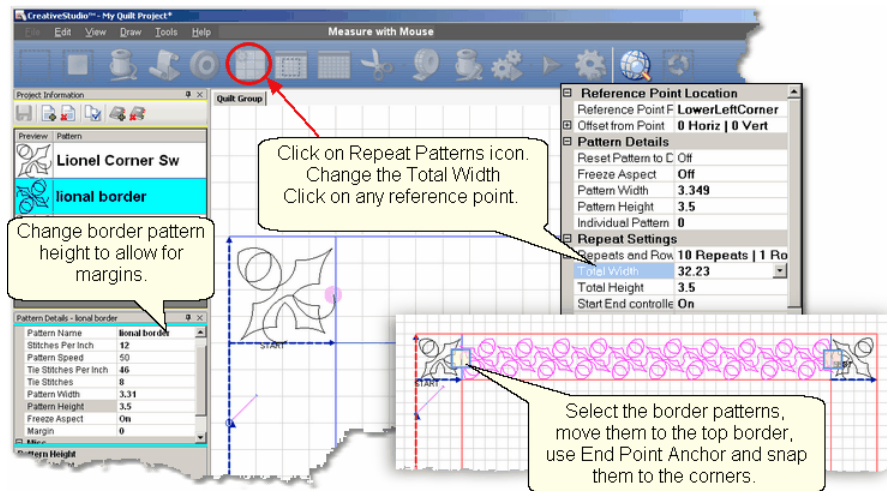 CreativeStudio™ - My Quilt Project*
File Edit View Draw Tools Help
Measure with Mouse
Project Information
Quilt Group
Preview Pattern
Lionel Corner Sw
lional border
Change border pattern
height to allow for
margins.
Click on Repeat Patterns icon.
Change the Total Width
Click on any reference point.
Reference Point Location
Reference Point F LowerLeftCorner
Offset from Point 0 Horiz | 0 Vert
Pattern Details
Reset Pattern to D Off
Freeze Aspect Off
Pattern Width 3.349
Pattern Height 3.5
Individual Pattern 0
Repeat Settings
Repeats and Row 10 Repeats | 1 Ro
Total Width 32.23
Total Height 3.5
Start End controlle On
Pattern Details - lional border
Pattern Name lional border
Stitches Per Inch 12
Pattern Speed 50
Tie Stitches Per Inch 46
Tie Stitches 8
Pattern Width 3.31
Pattern Height 3.5
Freeze Aspect On
Margin 0
Misc
Pattern Height
START
START
Select the border patterns,
move them to the top border,
use End Point Anchor and snap
them to the corners.